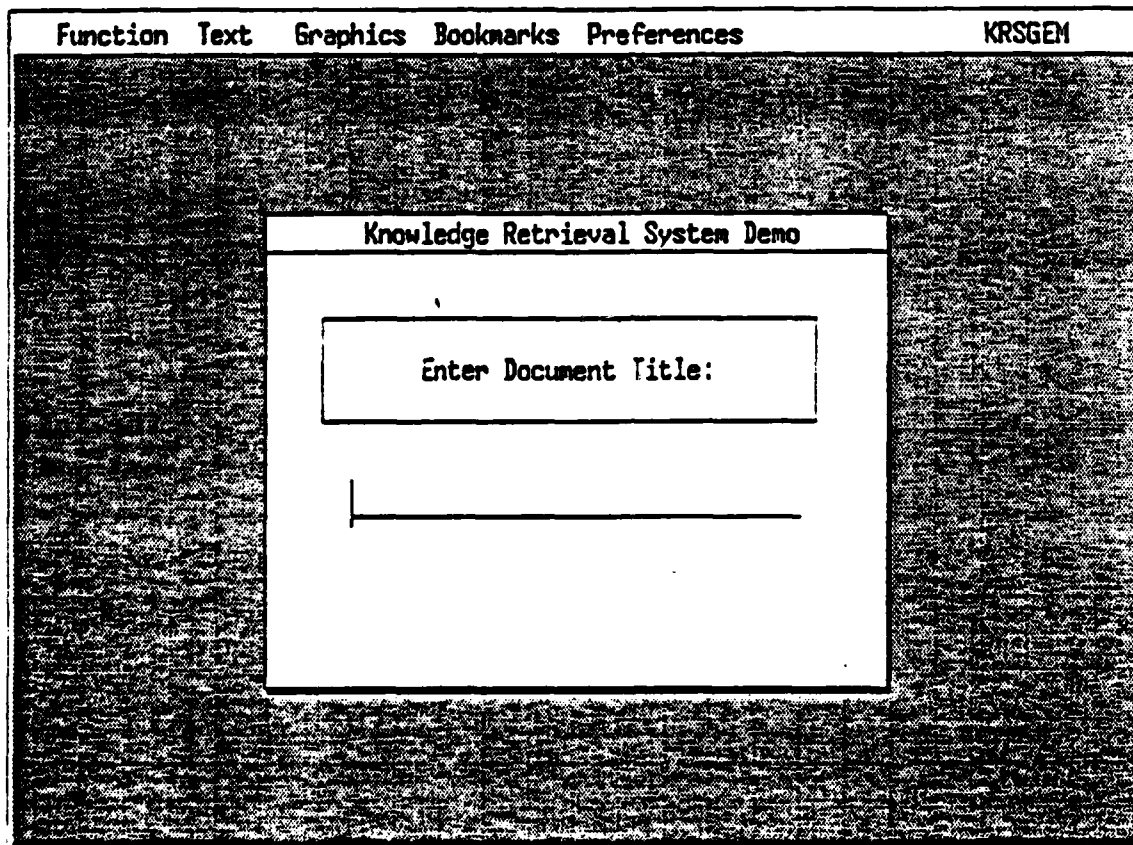 Function Text Graphics Bookmarks Preferences KRSGEM
Knowledge Retrieval System Demo
Enter Document Title: